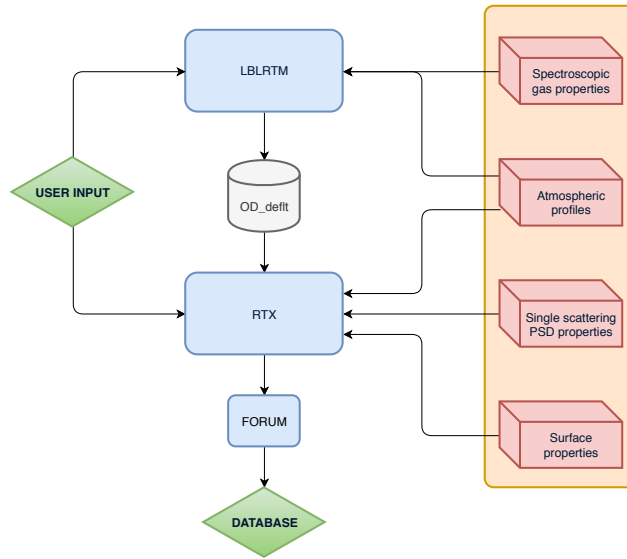 LBLRTM
Spectroscopic
gas properties
USER INPUT
OD_deflt
Atmospheric
profiles
RTX
Single scattering
PSD properties
FORUM
Surface
properties
DATABASE